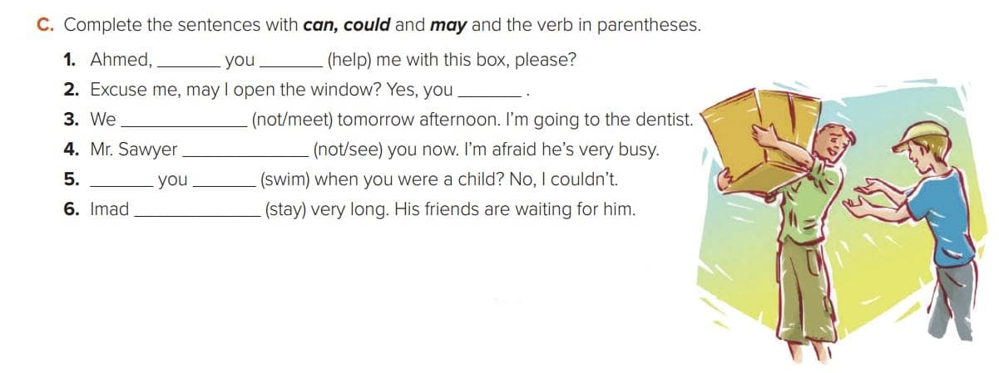 C. Complete the sentences with can, could and may and the verb in parentheses.
1. Ahmed, ______ you ______ (help) me with this box, please?
2. Excuse me, may I open the window? Yes, you ______ .
3. We ____________ (not/meet) tomorrow afternoon. I’m going to the dentist.
4. Mr. Sawyer ____________ (not/see) you now. I’m afraid he’s very busy.
5. ______ you ______ (swim) when you were a child? No, I couldn’t.
6. Imad ____________ (stay) very long. His friends are waiting for him.